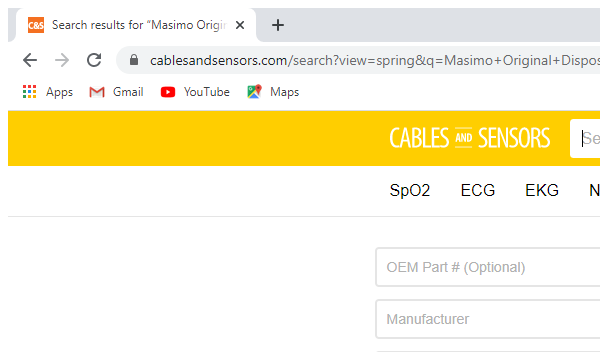 C&S Search results for “Masimo Origin
cablesandsensors.com/search?view=spring&q=Masimo+Original+Dispos
Apps Gmail YouTube Maps
CABLES AND SENSORS Se
SpO2 ECG EKG N
OEM Part # (Optional)
Manufacturer